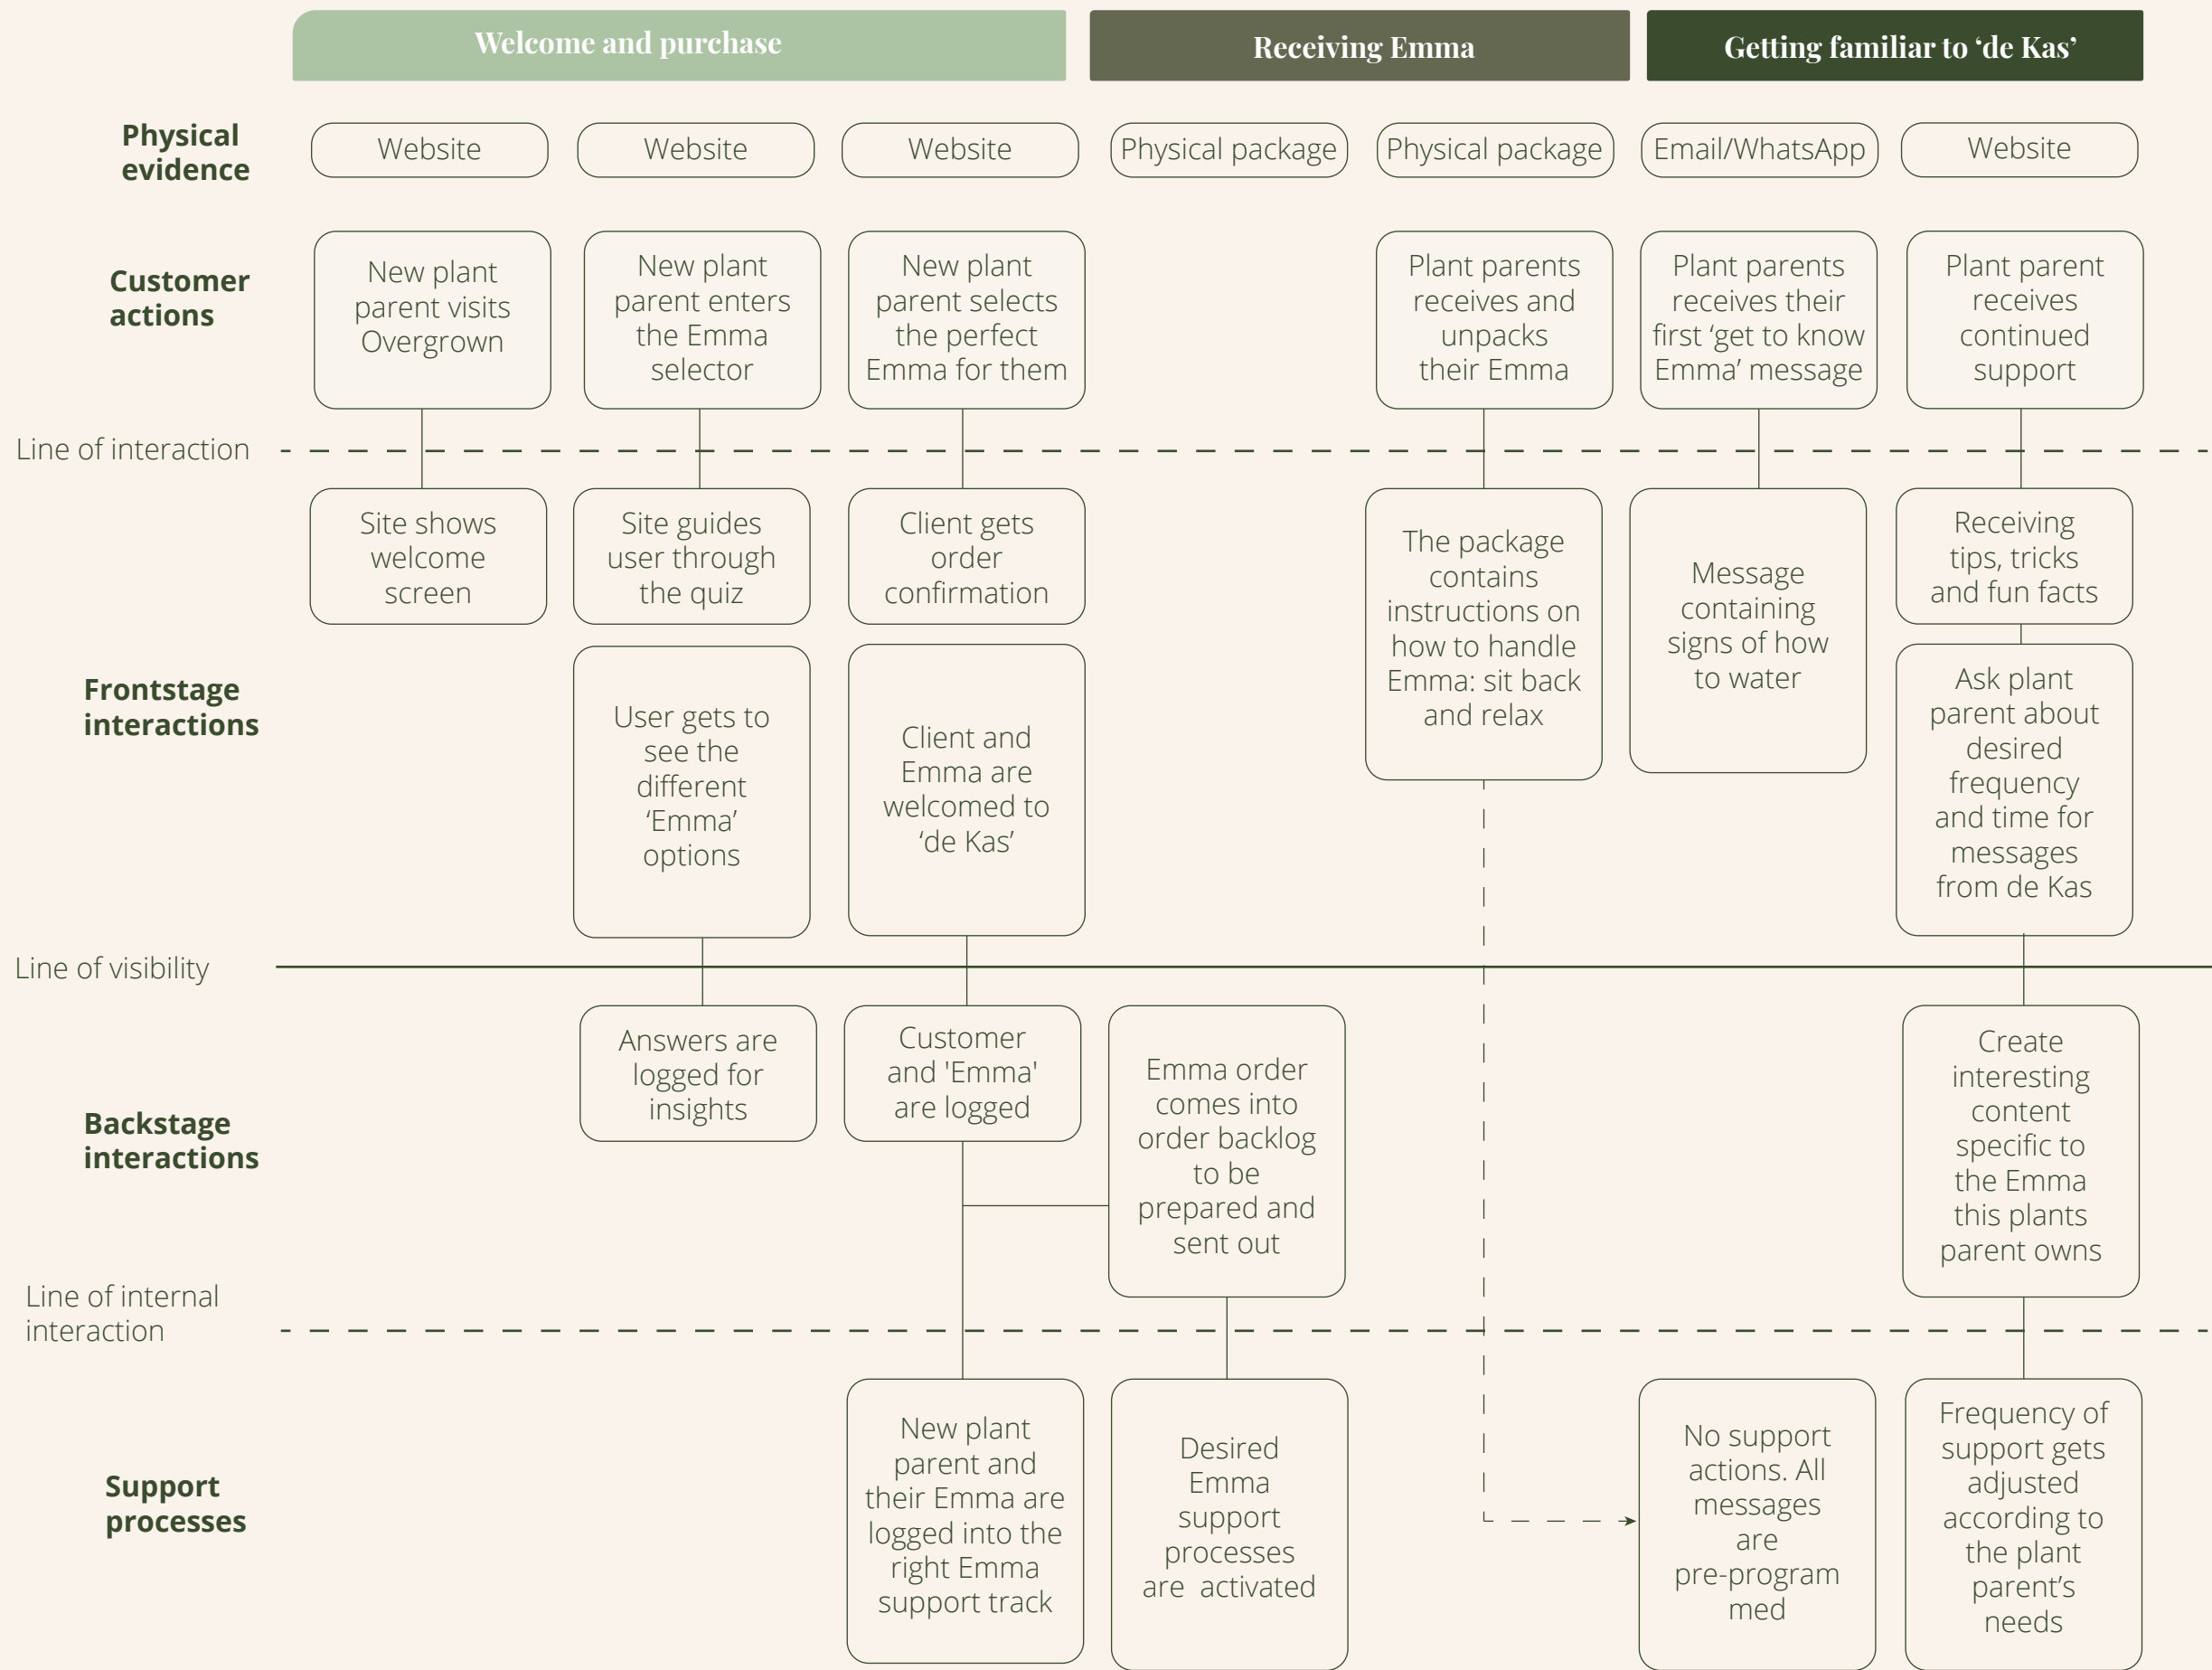 Welcome and purchase
Receiving Emma
Getting familiar to ‘de Kas’
Physical
evidence
Website
Website
Website
Physical package
Physical package
Email/WhatsApp
Website
Customer
actions
New plant
parent visits
Overgrown
New plant
parent enters
the Emma
selector
New plant
parent selects
the perfect
Emma for them
Plant parents
receives and
unpacks
their Emma
Plant parents
receives their
first ‘get to know
Emma’ message
Plant parent
receives
continued
support
Line of interaction
Frontstage
interactions
Site shows
welcome
screen
Site guides
user through
the quiz
User gets to
see the
different
‘Emma’
options
Client gets
order
confirmation
Client and
Emma are
welcomed to
‘de Kas’
The package
contains
instructions on
how to handle
Emma: sit back
and relax
Message
containing
signs of how
to water
Receiving
tips, tricks
and fun facts
Ask plant
parent about
desired
frequency
and time for
messages
from de Kas
Line of visibility
Backstage
interactions
Answers are
logged for
insights
Customer
and 'Emma'
are logged
Emma order
comes into
order backlog
to be
prepared and
sent out
Create
interesting
content
specific to
the Emma
this plants
parent owns
Line of internal
interaction
Support
processes
New plant
parent and
their Emma are
logged into the
right Emma
support track
Desired
Emma
support
processes
are  activated
No support
actions. All
messages
are
pre-program
med
Frequency of
support gets
adjusted
according to
the plant
parent’s
needs